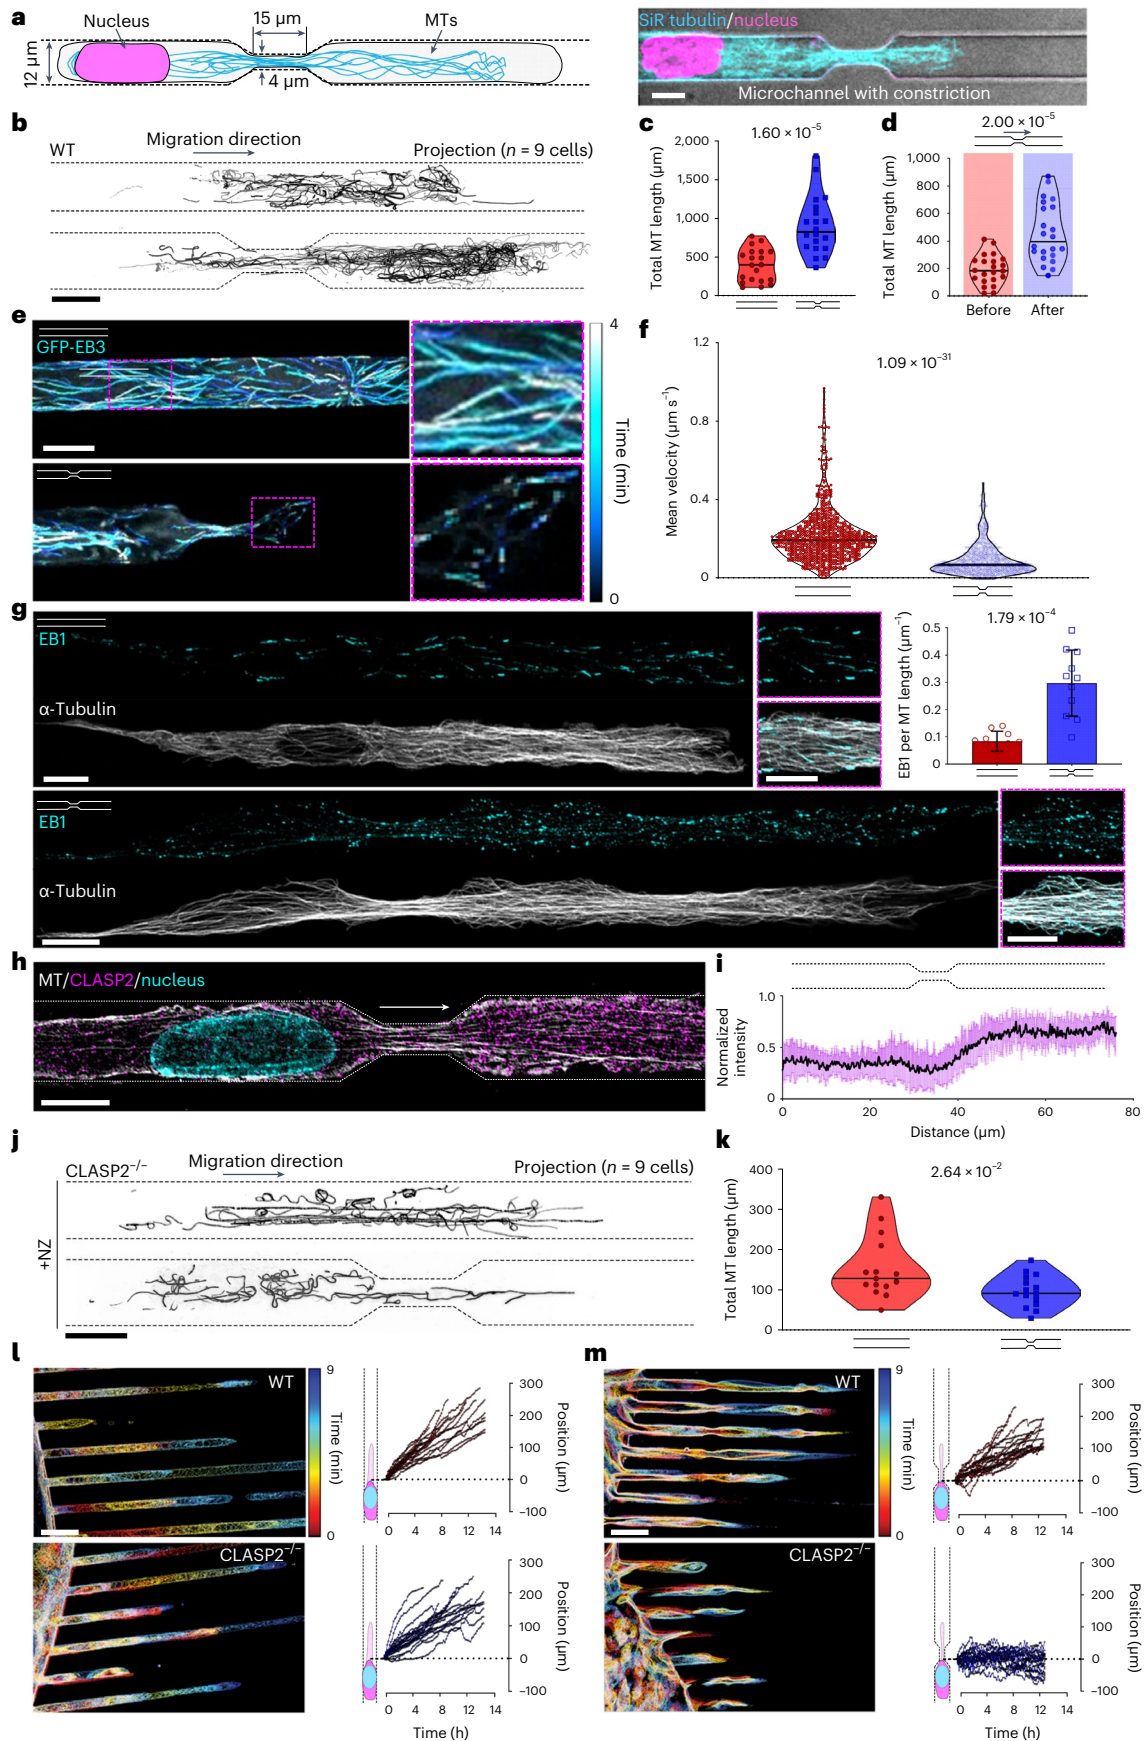 a
Nucleus
15 µm
MTs
12 µm
4 µm
SiR tubulin/nucleus
Microchannel with constriction
b
WT
Migration direction
Projection (n = 9 cells)
c
1.60 × 10⁻⁵
Total MT length (µm)
2,000
1,500
1,000
500
0
d
2.00 × 10⁻⁵
Total MT length (µm)
1,000
800
600
400
200
0
Before
After
e
GFP-EB3
4
Time (min)
0
f
1.09 × 10⁻³¹
Mean velocity (µm s⁻¹)
1.2
0.8
0.4
0
g
EB1
α-Tubulin
1.79 × 10⁻⁴
EB1 per MT length (µm⁻¹)
0.5
0.4
0.3
0.2
0.1
0
EB1
α-Tubulin
h
MT/CLASP2/nucleus
i
Normalized
intensity
1.0
0.5
0
0
20
40
60
80
Distance (µm)
j
CLASP2⁻/⁻
Migration direction
Projection (n = 9 cells)
+NZ
k
2.64 × 10⁻²
Total MT length (µm)
400
300
200
100
0
l
WT
9
Time (min)
0
300
200
100
0
−100
Position (µm)
0 4 8 12 14
CLASP2⁻/⁻
300
200
100
0
−100
Position (µm)
0 4 8 12 14
Time (h)
m
WT
9
Time (min)
0
300
200
100
0
−100
Position (µm)
0 4 8 12 14
CLASP2⁻/⁻
300
200
100
0
−100
Position (µm)
0 4 8 12 14
Time (h)